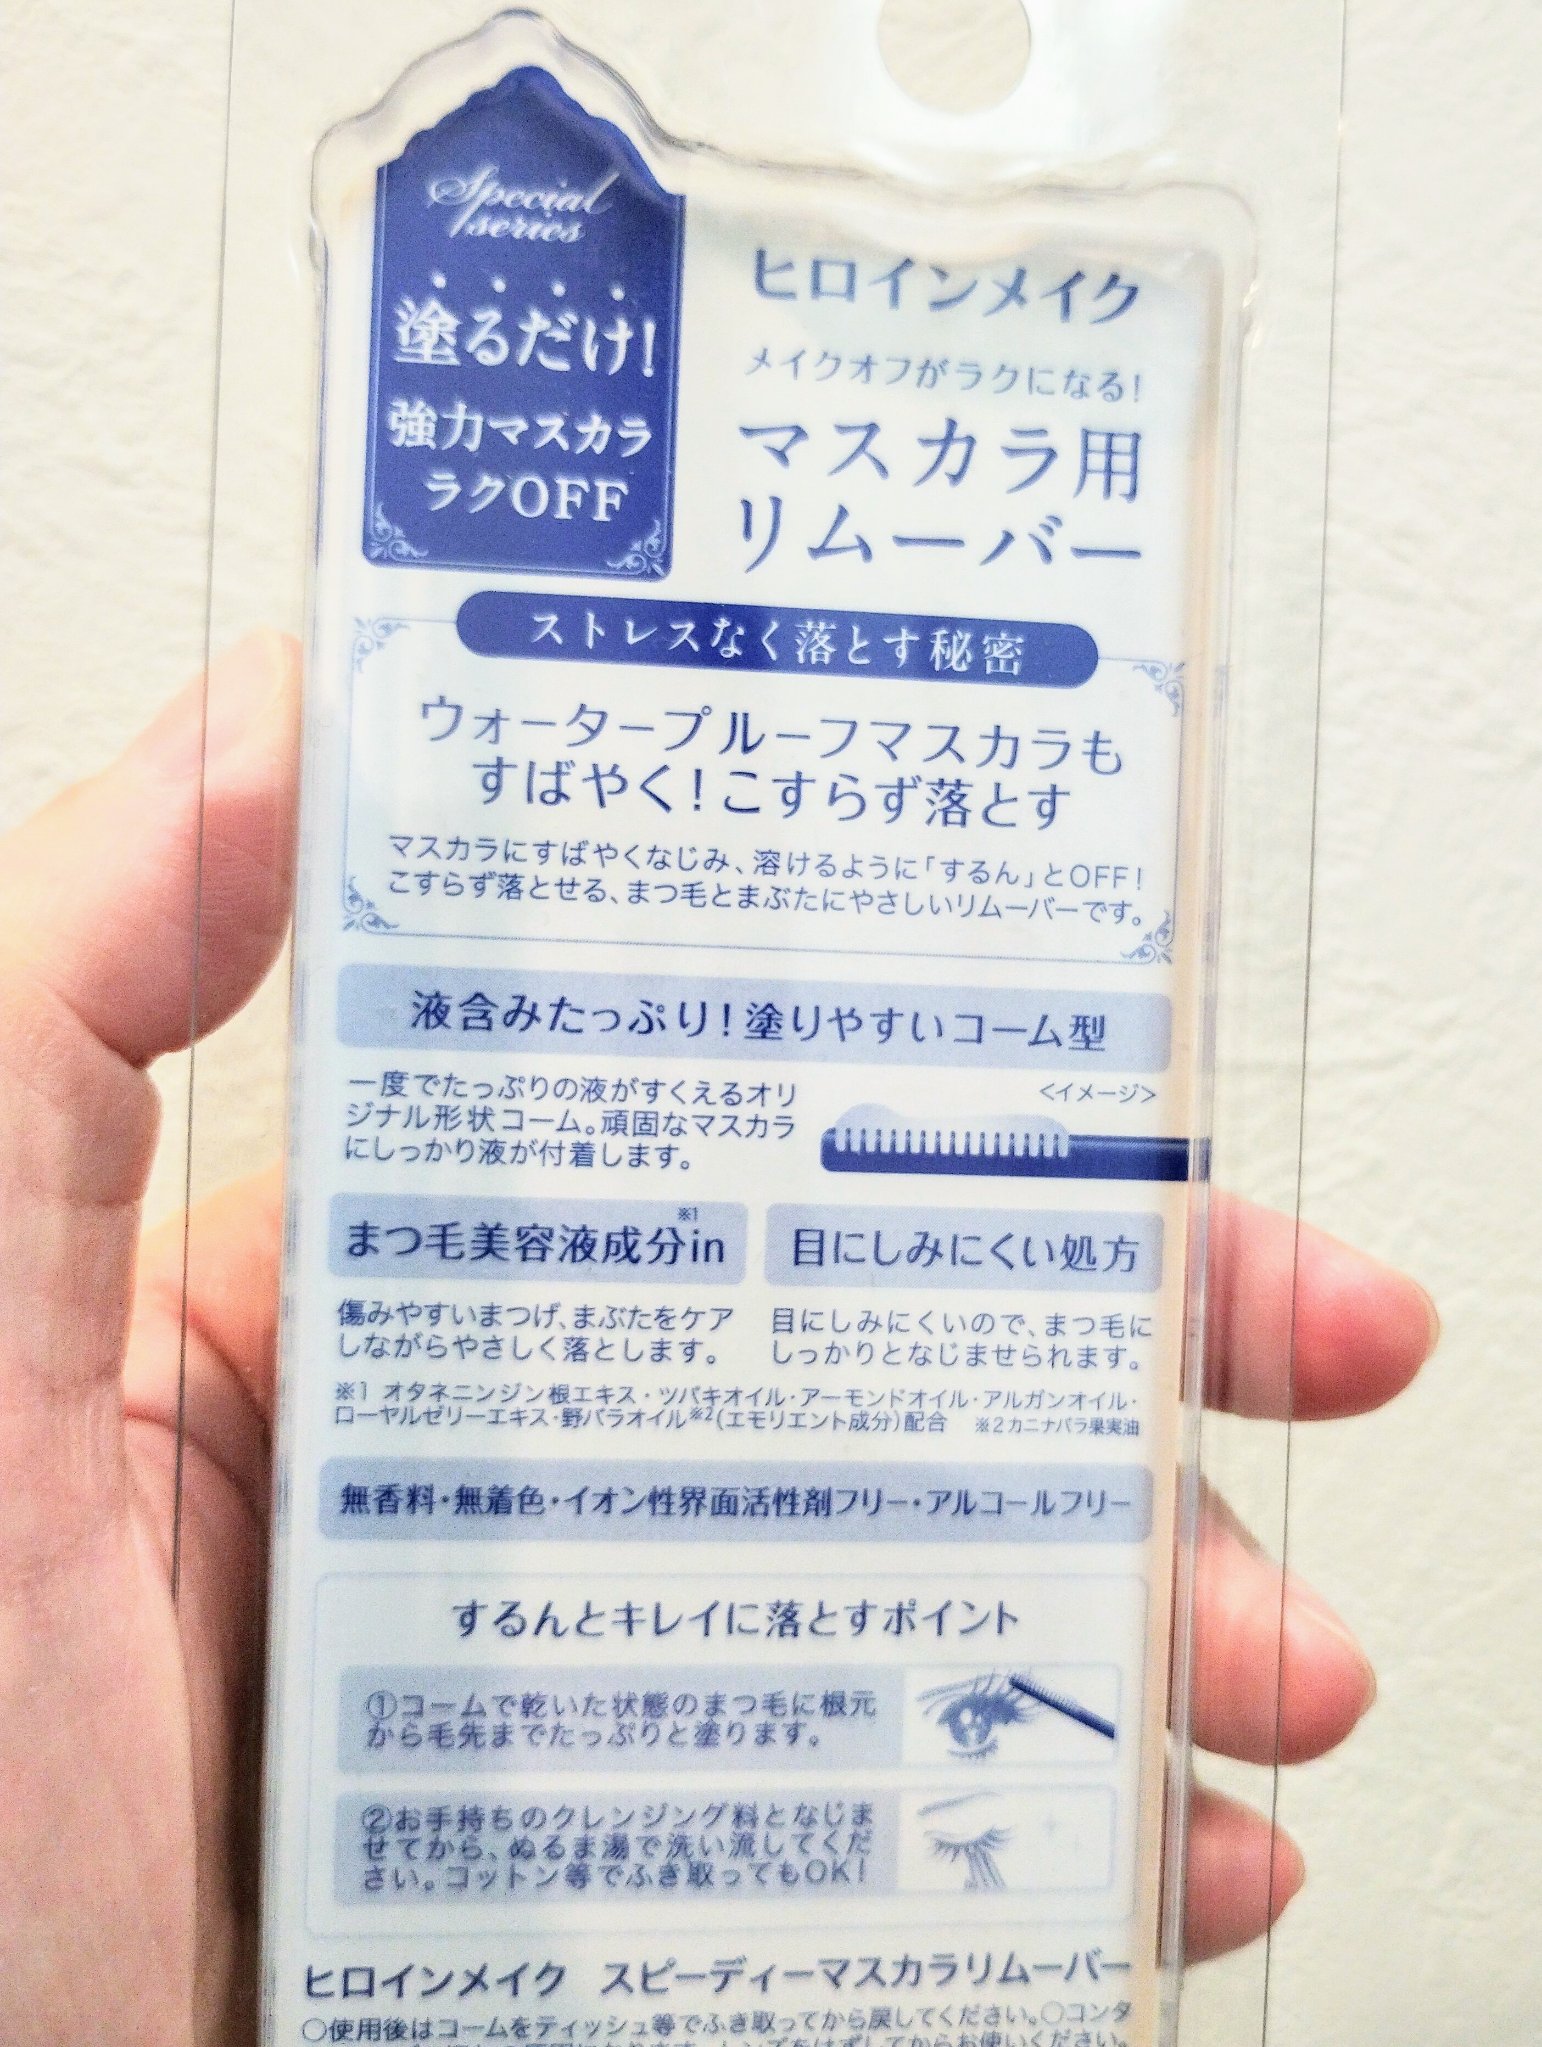 Special
series
塗るだけ!
強力マスカラ
ラクOFF
ヒロインメイク
メイクオフがラクになる!
マスカラ用
リムーバー
ストレスなく落とす秘密
ウォータープルーフマスカラも
すばやく!こすらず落とす
マスカラにすばやくなじみ、溶けるように「するん」とOFF!
こすらず落とせる、まつ毛とまぶたにやさしいリムーバーです。
液含みたっぷり!塗りやすいコーム型
一度でたっぷりの液がすくえるオリ
ジナル形状コーム。頑固なマスカラ
にしっかり液が付着します。
<イメージ>
まつ毛美容液成分※1in
傷みやすいまつげ、まぶたをケア
しながらやさしく落とします。
目にしみにくい処方
目にしみにくいので、まつ毛に
しっかりとなじませられます。
※1 オタネニンジン根エキス・ツバキオイル・アーモンドオイル・アルガンオイル・
ローヤルゼリーエキス・野バラオイル※2(エモリエント成分)配合 ※2カニナバラ果実油
無香料・無着色・イオン性界面活性剤フリー・アルコールフリー
するんとキレイに落とすポイント
①コームで乾いた状態のまつ毛に根元
から毛先までたっぷりと塗ります。
②お手持ちのクレンジング料となじま
せてから、ぬるま湯で洗い流してくだ
さい。コットン等でふき取ってもOK!
ヒロインメイク スピーディーマスカラリムーバー
○使用後はコームをティッシュ等でふき取ってから戻してください。○コンタ
レンズをはずしてからお使いください。